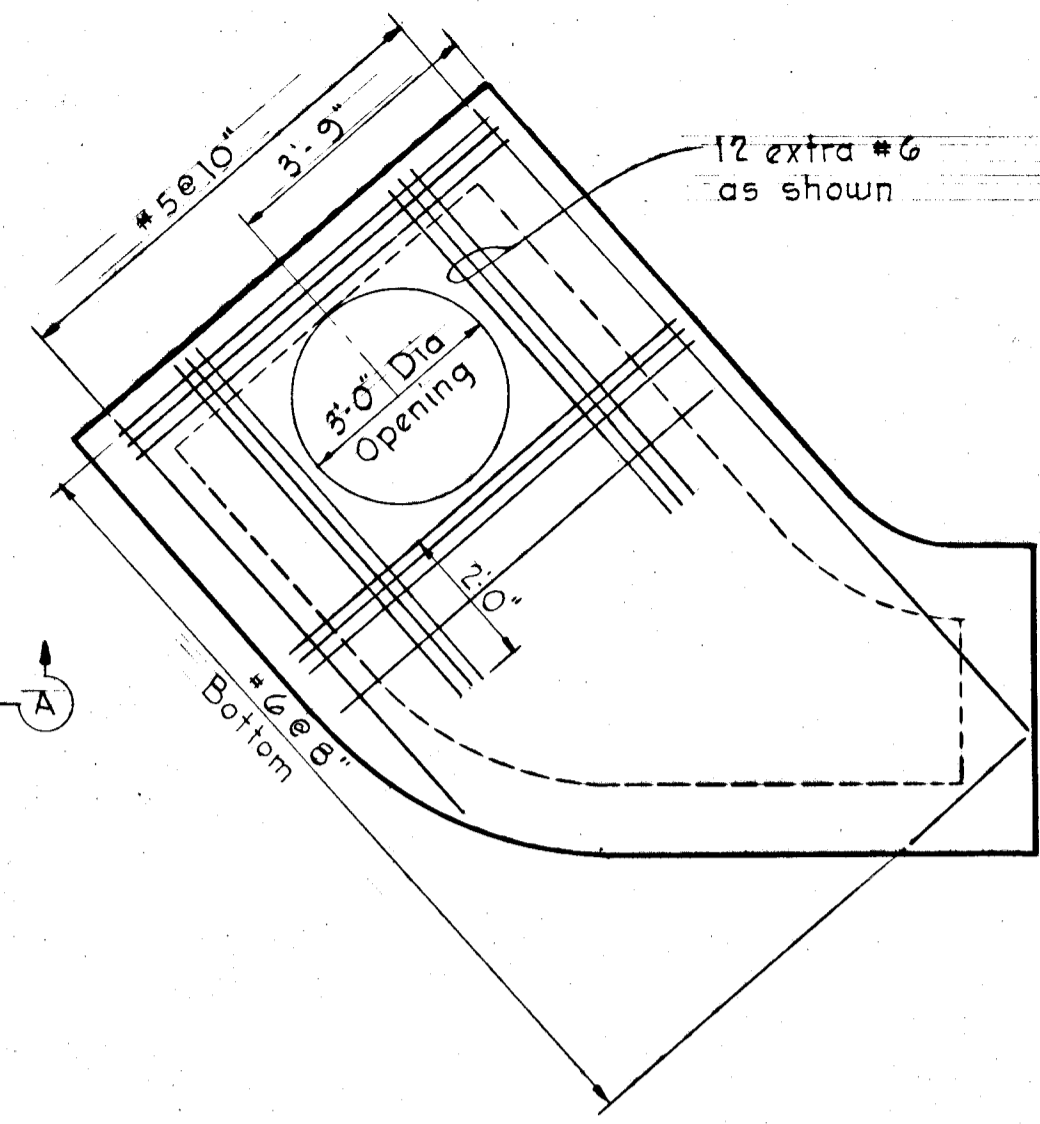 #5@10"
3'-9"
12 extra #6
as shown
3'-0" Dia
Opening
2'0"
#6@8"
Bottom
A